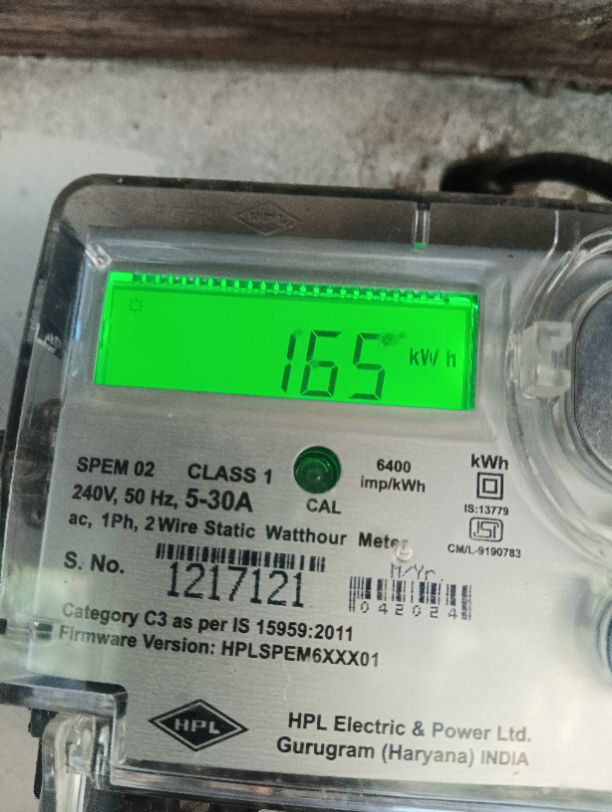 HPL
165 kWh
SPEM 02 CLASS 1 6400 imp/kWh kWh
240V, 50 Hz, 5-30A CAL
IS:13779
ac, 1Ph, 2 Wire Static Watthour Meter
ISI
CM/L-9190783
S. No. 1217121
M/Yr.
042024
Category C3 as per IS 15959:2011
Firmware Version: HPLSPEM6XXX01
HPL
HPL Electric & Power Ltd.
Gurugram (Haryana) INDIA